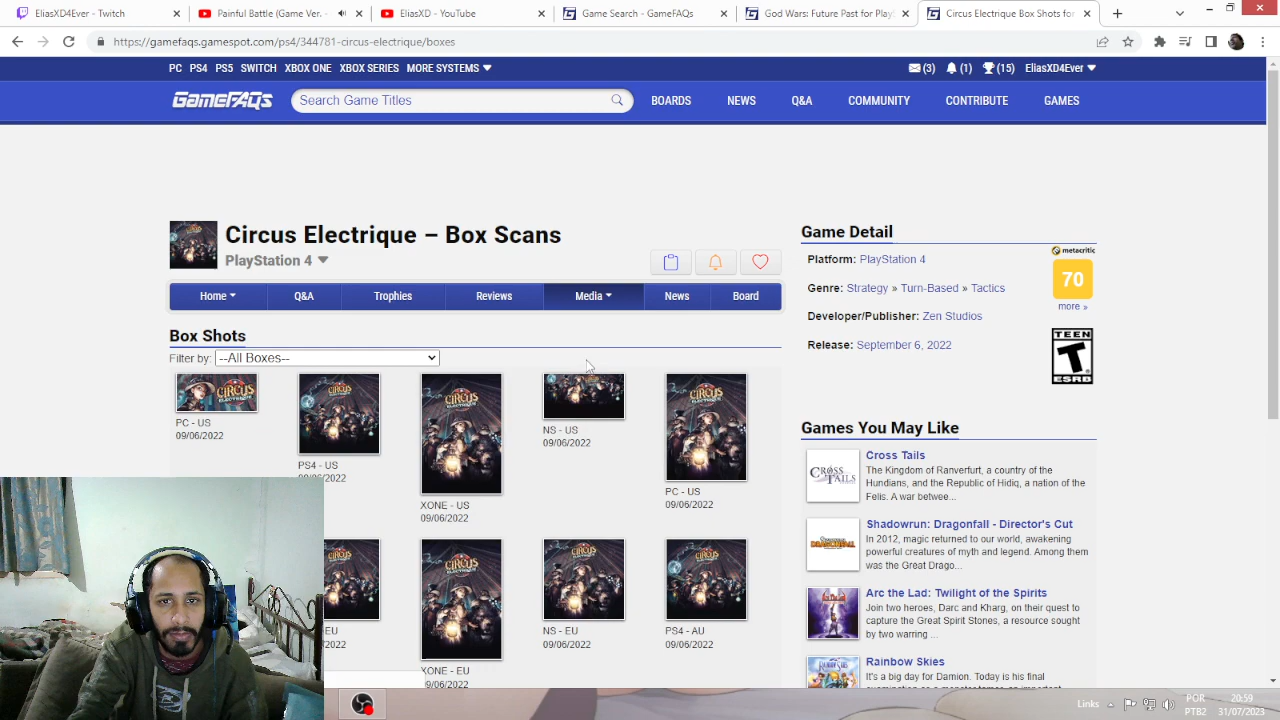 EliasXD4Ever - Twitch
Painful Battle (Game Ver. -
EliasXD - YouTube
Game Search - GameFAQs
God Wars: Future Past for Play
Circus Electrique Box Shots for
https://gamefaqs.gamespot.com/ps4/344781-circus-electrique/boxes
PC PS4 PS5 SWITCH XBOX ONE XBOX SERIES MORE SYSTEMS
(3) (1) (15) EliasXD4Ever
GameFAQs
Search Game Titles
BOARDS NEWS Q&A COMMUNITY CONTRIBUTE GAMES
Circus Electrique – Box Scans
PlayStation 4
Home Q&A Trophies Reviews Media News Board
Box Shots
Filter by: --All Boxes--
PC - US
09/06/2022
PS4 - US
XONE - US
09/06/2022
NS - US
09/06/2022
PC - US
09/06/2022
EU
XONE - EU
09/06/2022
NS - EU
09/06/2022
PS4 - AU
09/06/2022
Game Detail
Platform: PlayStation 4
Genre: Strategy » Turn-Based » Tactics
Developer/Publisher: Zen Studios
Release: September 6, 2022
metacritic
70
more »
TEEN
T
ESRB
Games You May Like
Cross Tails
The Kingdom of Ranverfurt, a country of the
Hundians, and the Republic of Hidiq, a nation of the
Felis. A war betwee...
Shadowrun: Dragonfall - Director's Cut
In 2012, magic returned to our world, awakening
powerful creatures of myth and legend. Among them
was the Great Drago...
Arc the Lad: Twilight of the Spirits
Join two heroes, Darc and Kharg, on their quest to
capture the Great Spirit Stones, a resource sought
by two warring ...
Rainbow Skies
It's a big day for Damion. Today is his final
Links
POR
PTB2
20:59
31/07/2023